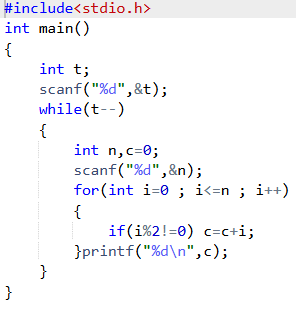 #include<stdio.h>
int main()
{
    int t;
    scanf("%d",&t);
    while(t--)
    {
        int n,c=0;
        scanf("%d",&n);
        for(int i=0 ; i<=n ; i++)
        {
            if(i%2!=0) c=c+i;
        }printf("%d\n",c);
    }
}